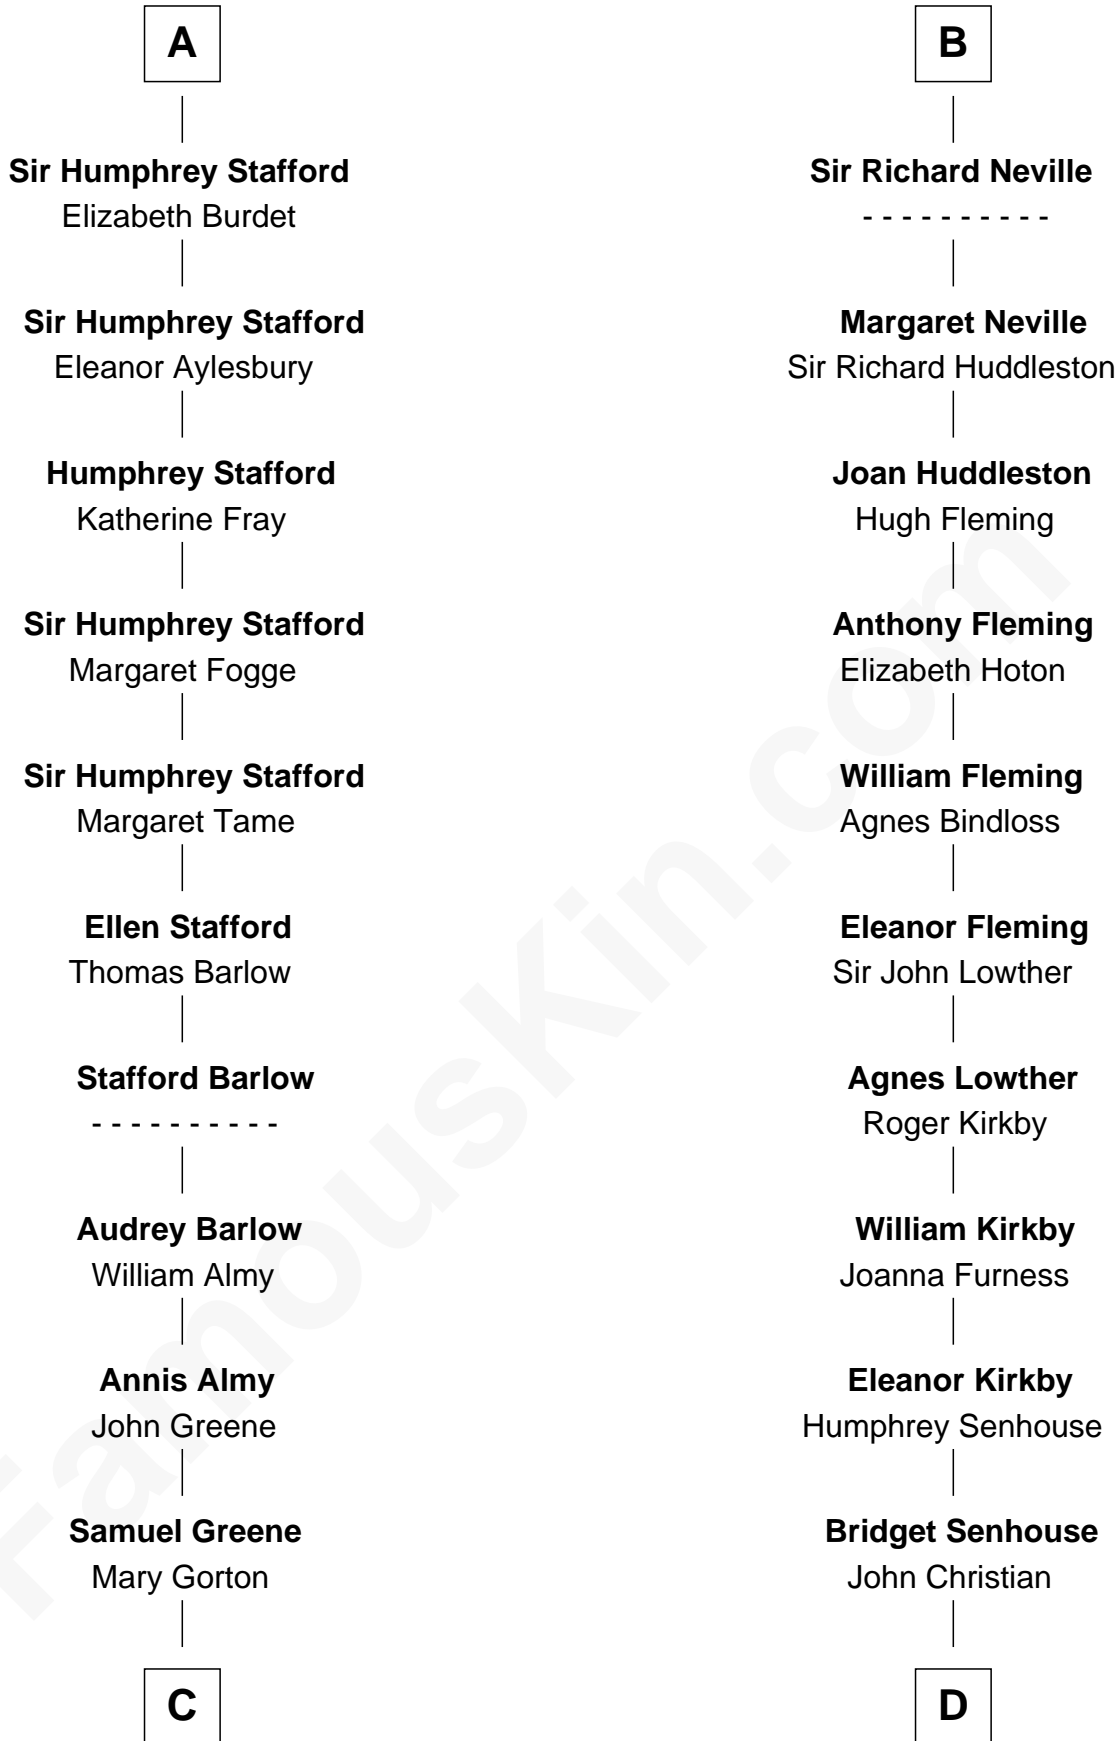 A
Sir Humphrey Stafford
Elizabeth Burdet
Sir Humphrey Stafford
Eleanor Aylesbury
Humphrey Stafford
Katherine Fray
Sir Humphrey Stafford
Margaret Fogge
Sir Humphrey Stafford
Margaret Tame
Ellen Stafford
Thomas Barlow
Stafford Barlow
- - - - - - - - - -
Audrey Barlow
William Almy
Annis Almy
John Greene
Samuel Greene
Mary Gorton
C
B
Sir Richard Neville
- - - - - - - - - -
Margaret Neville
Sir Richard Huddleston
Joan Huddleston
Hugh Fleming
Anthony Fleming
Elizabeth Hoton
William Fleming
Agnes Bindloss
Eleanor Fleming
Sir John Lowther
Agnes Lowther
Roger Kirkby
William Kirkby
Joanna Furness
Eleanor Kirkby
Humphrey Senhouse
Bridget Senhouse
John Christian
D
FamousKin.com